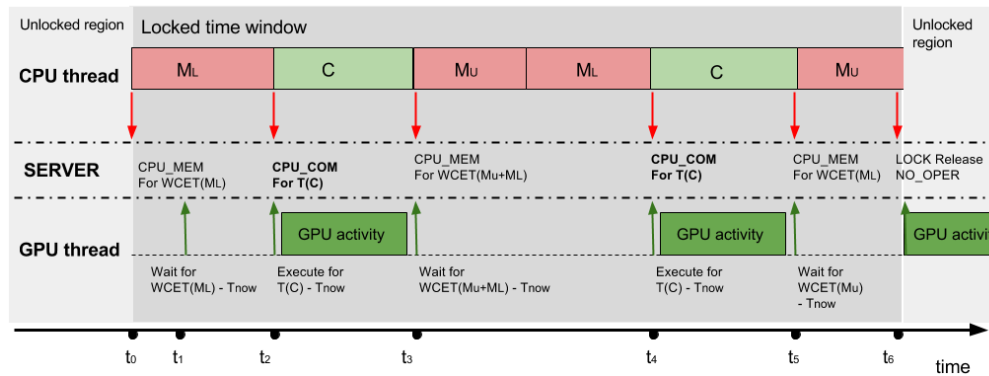 Unlocked region
Locked time window
Unlocked
region
CPU thread
ML
C
MU
ML
C
MU
SERVER
CPU_MEM
For WCET(ML)
CPU_COM
For T(C)
CPU_MEM
For WCET(Mu+ML)
CPU_COM
For T(C)
CPU_MEM
For WCET(ML)
LOCK Release
NO_OPER
GPU thread
GPU activity
GPU activity
GPU activi
Wait for
WCET(ML) - Tnow
Execute for
T(C) - Tnow
Wait for
WCET(Mu+ML) - Tnow
Execute for
T(C) - Tnow
Wait for
WCET(Mu)
- Tnow
t0
t1
t2
t3
t4
t5
t6
time